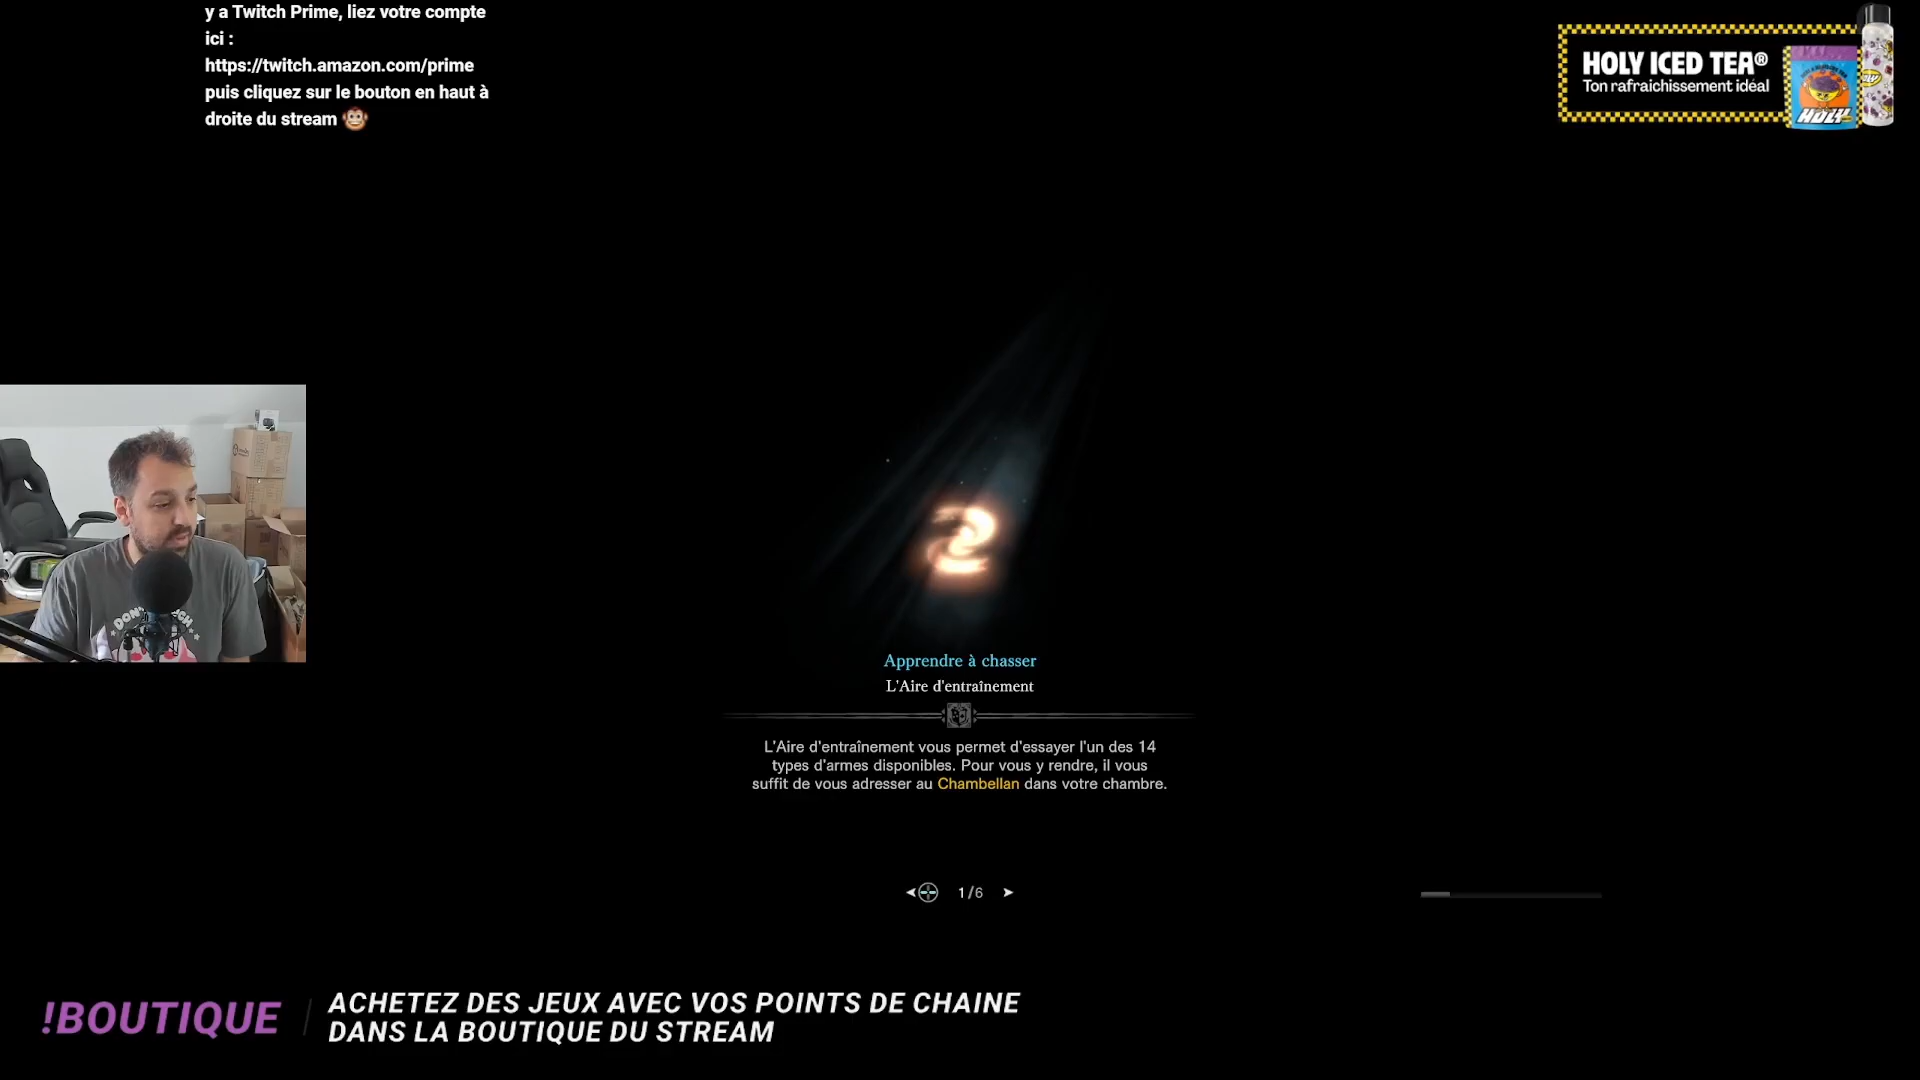 y a Twitch Prime, liez votre compte
ici :
https://twitch.amazon.com/prime
puis cliquez sur le bouton en haut à
droite du stream
HOLY ICED TEA®
Ton rafraichissement idéal
HOLY
Apprendre à chasser
L'Aire d'entraînement
L'Aire d'entraînement vous permet d'essayer l'un des 14
types d'armes disponibles. Pour vous y rendre, il vous
suffit de vous adresser au Chambellan dans votre chambre.
1/6
!BOUTIQUE
ACHETEZ DES JEUX AVEC VOS POINTS DE CHAINE
DANS LA BOUTIQUE DU STREAM